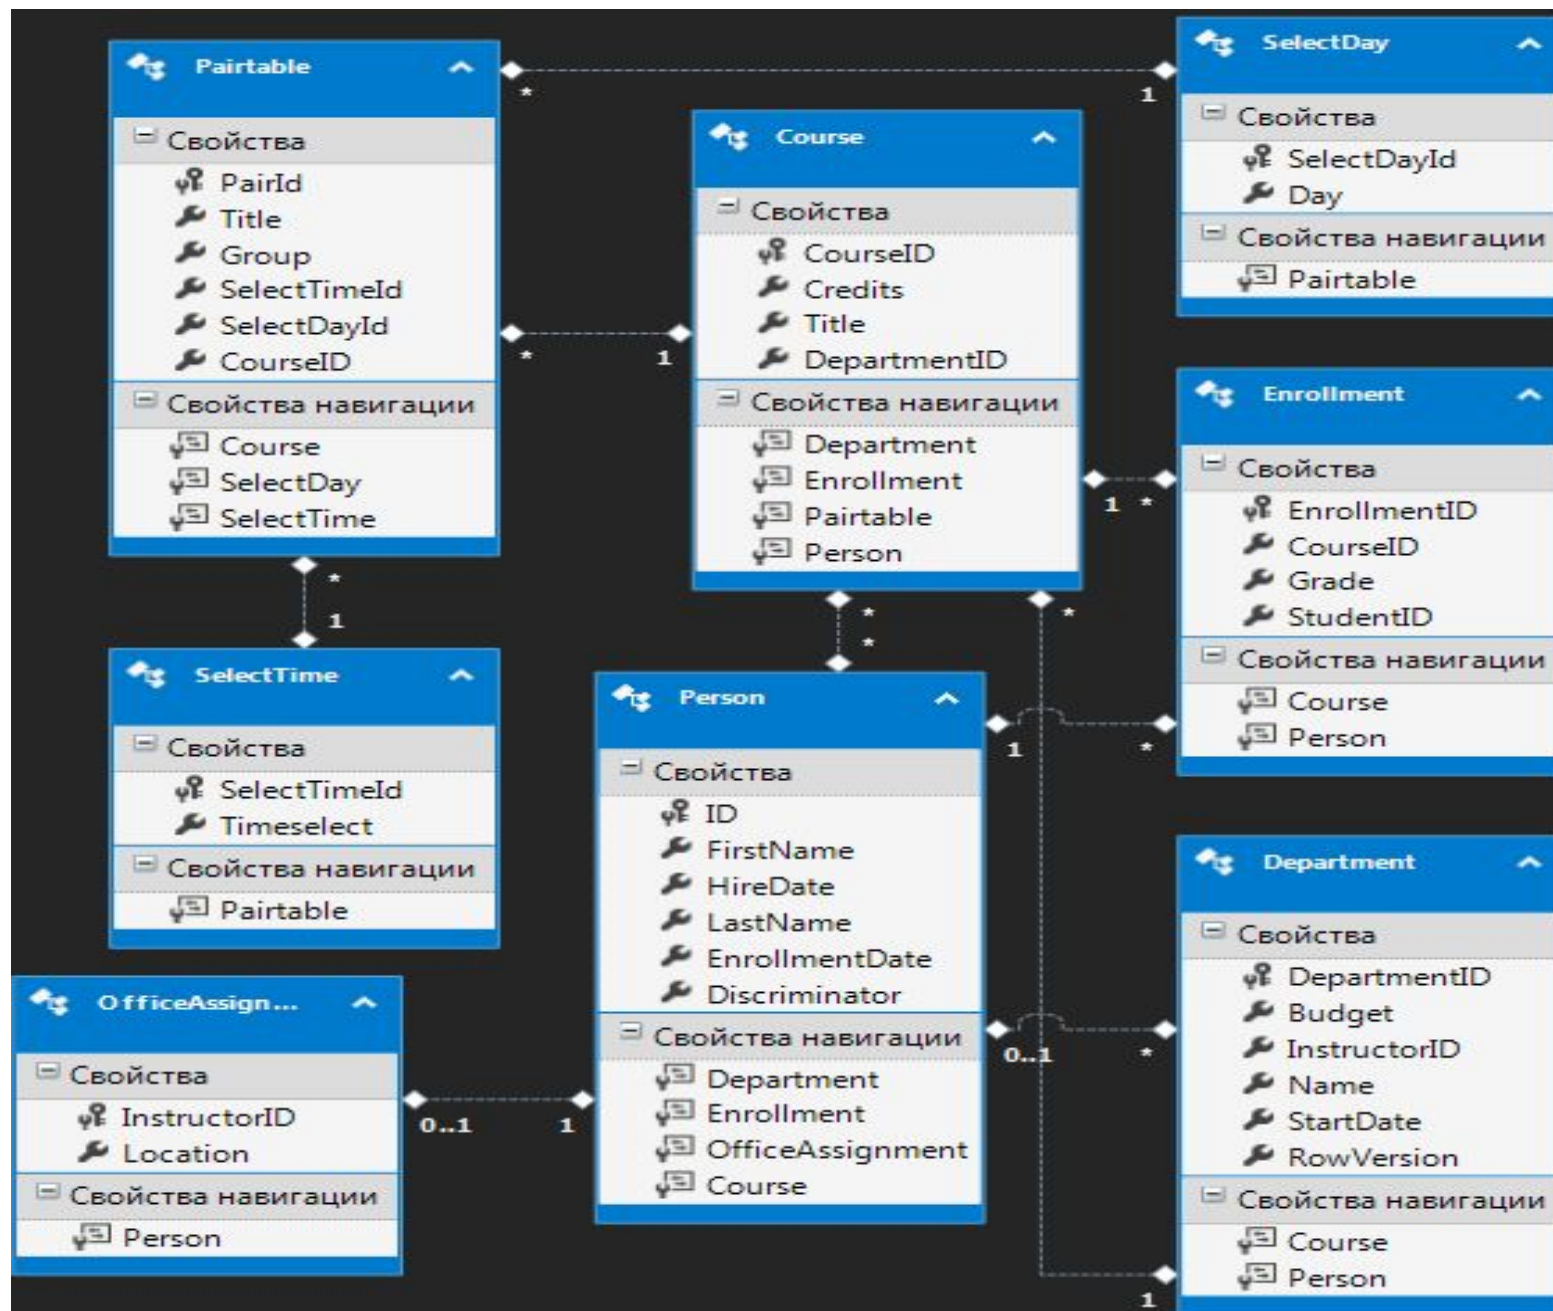 Pairtable
Свойства
PairId
Title
Group
SelectTimeId
SelectDayId
CourseID
Свойства навигации
Course
SelectDay
SelectTime
*
1
*
1
*
1
Course
Свойства
CourseID
Credits
Title
DepartmentID
Свойства навигации
Department
Enrollment
Pairtable
Person
1 *
*
*
*
SelectDay
Свойства
SelectDayId
Day
Свойства навигации
Pairtable
Enrollment
Свойства
EnrollmentID
CourseID
Grade
StudentID
Свойства навигации
Course
Person
SelectTime
Свойства
SelectTimeId
Timeselect
Свойства навигации
Pairtable
Person
Свойства
ID
FirstName
HireDate
LastName
EnrollmentDate
Discriminator
Свойства навигации
Department
Enrollment
OfficeAssignment
Course
1
*
0..1
*
1
Department
Свойства
DepartmentID
Budget
InstructorID
Name
StartDate
RowVersion
Свойства навигации
Course
Person
OfficeAssign...
Свойства
InstructorID
Location
Свойства навигации
Person
0..1
1